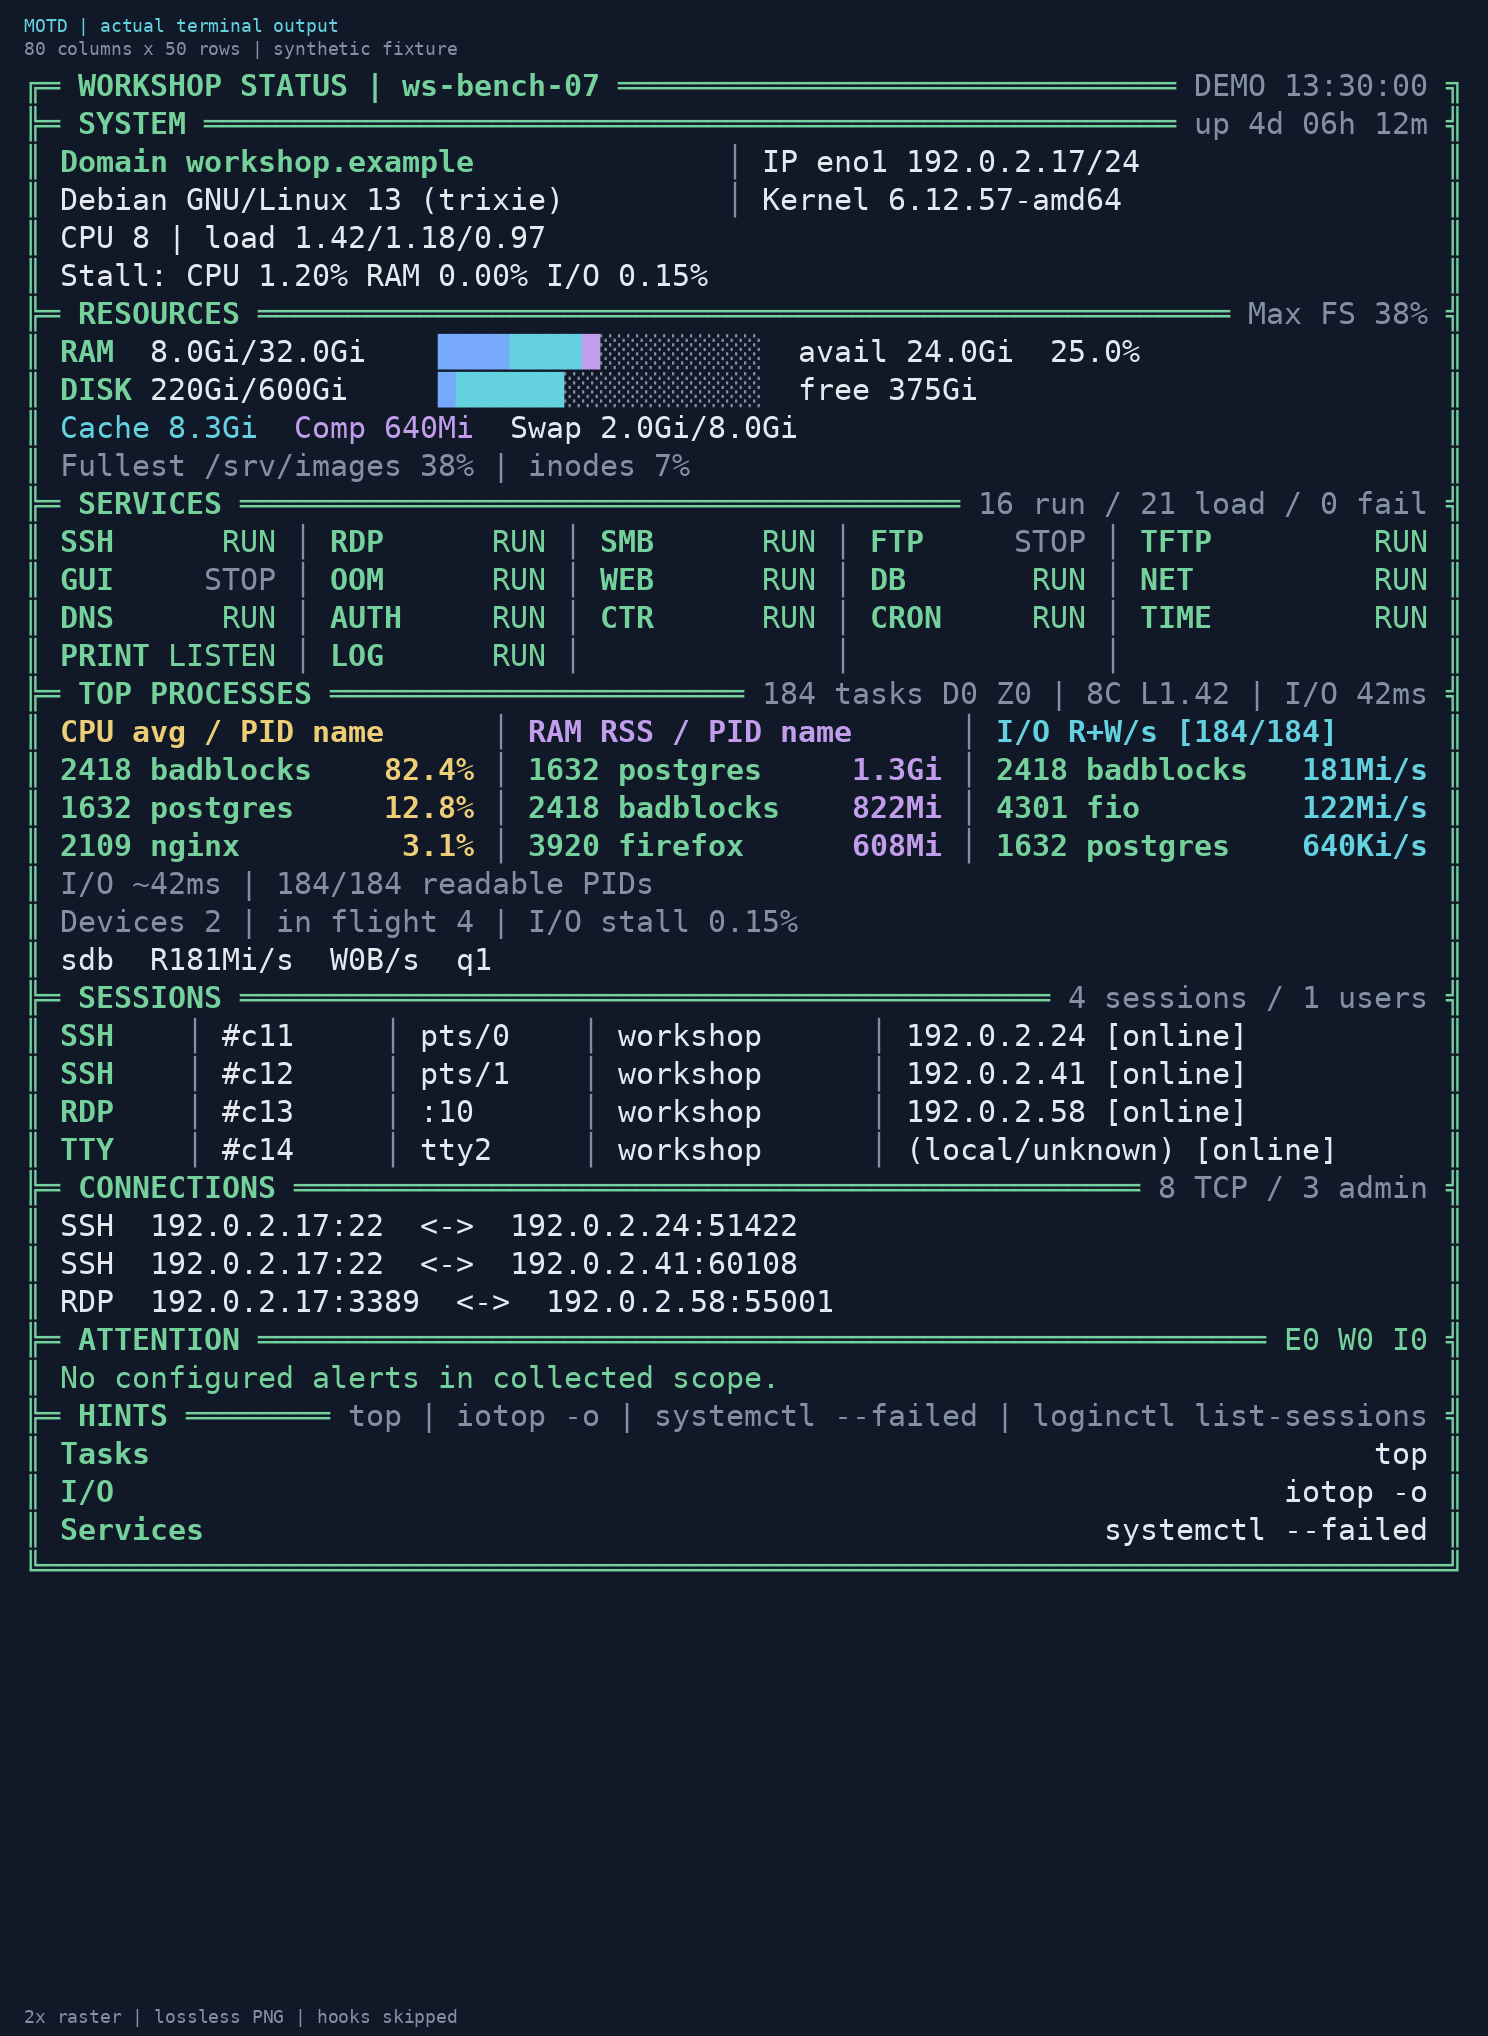 MOTD | actual terminal output
80 columns x 50 rows | synthetic fixture
╔═ WORKSHOP STATUS | ws-bench-07 ═══════════════════════════════ DEMO 13:30:00 ╗
╠═ SYSTEM ══════════════════════════════════════════════════════ up 4d 06h 12m ╣
║ Domain workshop.example              │ IP eno1 192.0.2.17/24                 ║
║ Debian GNU/Linux 13 (trixie)         │ Kernel 6.12.57-amd64                  ║
║ CPU 8 | load 1.42/1.18/0.97                                                  ║
║ Stall: CPU 1.20% RAM 0.00% I/O 0.15%                                         ║
╠═ RESOURCES ══════════════════════════════════════════════════════ Max FS 38% ╣
║ RAM  8.0Gi/32.0Gi    █████████░░░░░░░░░  avail 24.0Gi  25.0%                 ║
║ DISK 220Gi/600Gi     ███████░░░░░░░░░░░  free 375Gi                          ║
║ Cache 8.3Gi  Comp 640Mi  Swap 2.0Gi/8.0Gi                                    ║
║ Fullest /srv/images 38% | inodes 7%                                          ║
╠═ SERVICES ════════════════════════════════════════ 16 run / 21 load / 0 fail ╣
║ SSH      RUN │ RDP      RUN │ SMB      RUN │ FTP     STOP │ TFTP         RUN ║
║ GUI     STOP │ OOM      RUN │ WEB      RUN │ DB       RUN │ NET          RUN ║
║ DNS      RUN │ AUTH     RUN │ CTR      RUN │ CRON     RUN │ TIME         RUN ║
║ PRINT LISTEN │ LOG      RUN │              │              │                  ║
╠═ TOP PROCESSES ═══════════════════════ 184 tasks D0 Z0 | 8C L1.42 | I/O 42ms ╣
║ CPU avg / PID name      │ RAM RSS / PID name      │ I/O R+W/s [184/184]      ║
║ 2418 badblocks    82.4% │ 1632 postgres     1.3Gi │ 2418 badblocks   181Mi/s ║
║ 1632 postgres     12.8% │ 2418 badblocks    822Mi │ 4301 fio         122Mi/s ║
║ 2109 nginx         3.1% │ 3920 firefox      608Mi │ 1632 postgres    640Ki/s ║
║ I/O ~42ms | 184/184 readable PIDs                                            ║
║ Devices 2 | in flight 4 | I/O stall 0.15%                                    ║
║ sdb  R181Mi/s  W0B/s  q1                                                     ║
╠═ SESSIONS ═════════════════════════════════════════════ 4 sessions / 1 users ╣
║ SSH    │ #c11     │ pts/0    │ workshop      │ 192.0.2.24 [online]           ║
║ SSH    │ #c12     │ pts/1    │ workshop      │ 192.0.2.41 [online]           ║
║ RDP    │ #c13     │ :10      │ workshop      │ 192.0.2.58 [online]           ║
║ TTY    │ #c14     │ tty2     │ workshop      │ (local/unknown) [online]      ║
╠═ CONNECTIONS ═══════════════════════════════════════════════ 8 TCP / 3 admin ╣
║ SSH  192.0.2.17:22  <->  192.0.2.24:51422                                    ║
║ SSH  192.0.2.17:22  <->  192.0.2.41:60108                                    ║
║ RDP  192.0.2.17:3389  <->  192.0.2.58:55001                                  ║
╠═ ATTENTION ════════════════════════════════════════════════════════ E0 W0 I0 ╣
║ No configured alerts in collected scope.                                     ║
╠═ HINTS ════════ top | iotop -o | systemctl --failed | loginctl list-sessions ╣
║ Tasks                                                                    top ║
║ I/O                                                                 iotop -o ║
║ Services                                                  systemctl --failed ║
╚══════════════════════════════════════════════════════════════════════════════╝
2x raster | lossless PNG | hooks skipped